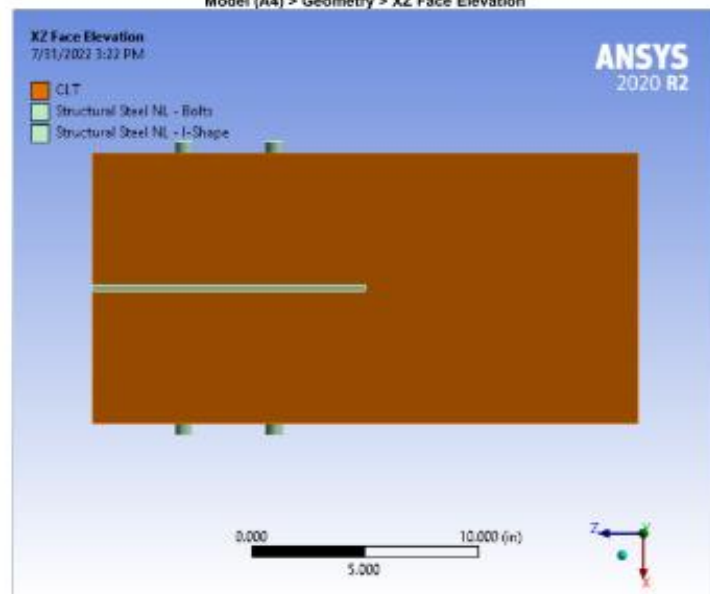 Model (A4) > Geometry > XZ Face Elevation
XZ Face Elevation
7/31/2022 3:22 PM
ANSYS
2020 R2
CLT
Structural Steel NL - Bolts
Structural Steel NL - I-Shape
0.000
10.000 (in)
5.000
Z
Y
X